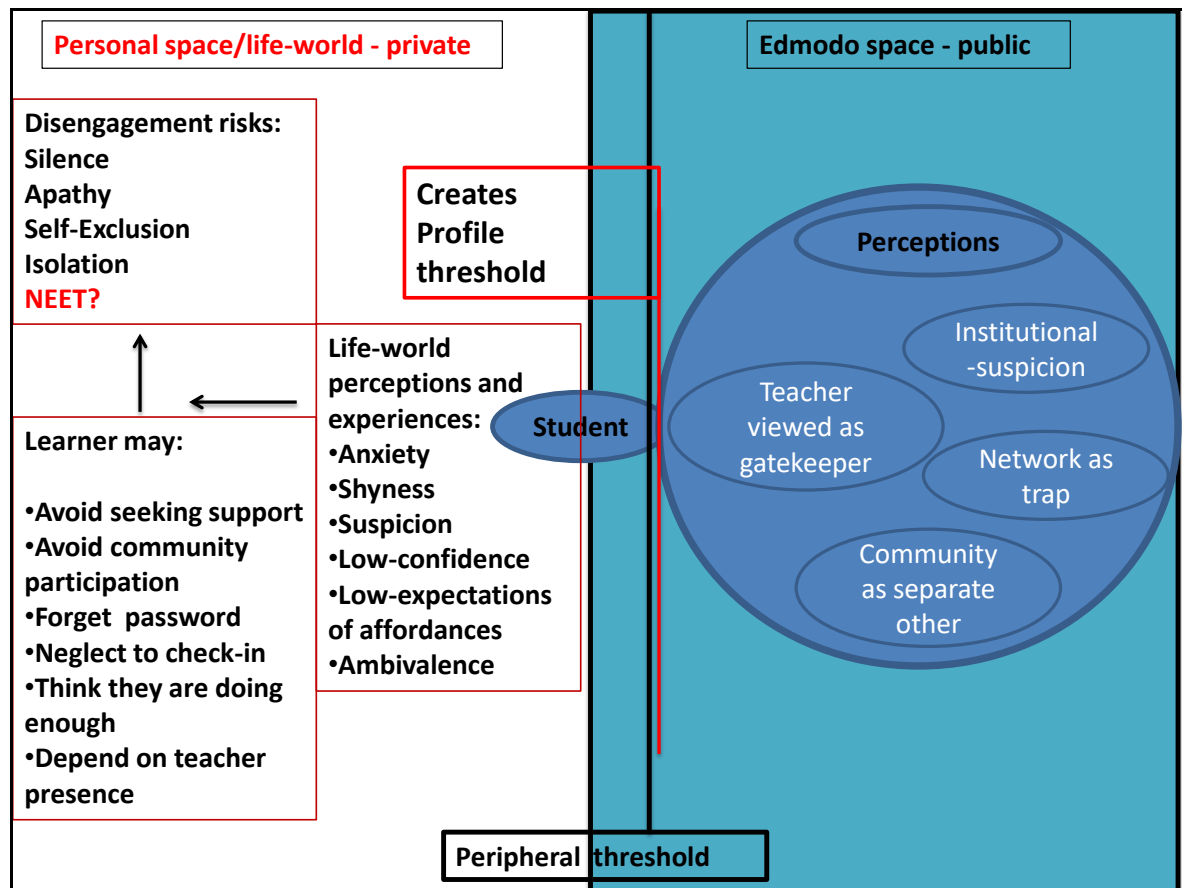 Personal space/life-world - private
Edmodo space - public
Disengagement risks:
Silence
Apathy
Self-Exclusion
Isolation
NEET?
Creates
Profile
threshold
Life-world
perceptions and
experiences:
•Anxiety
•Shyness
•Suspicion
•Low-confidence
•Low-expectations
of affordances
•Ambivalence
Learner may:
•Avoid seeking support
•Avoid community
participation
•Forget  password
•Neglect to check-in
•Think they are doing
enough
•Depend on teacher
presence
Student
Perceptions
Institutional
-suspicion
Teacher
viewed as
gatekeeper
Network as
trap
Community
as separate
other
Peripheral threshold